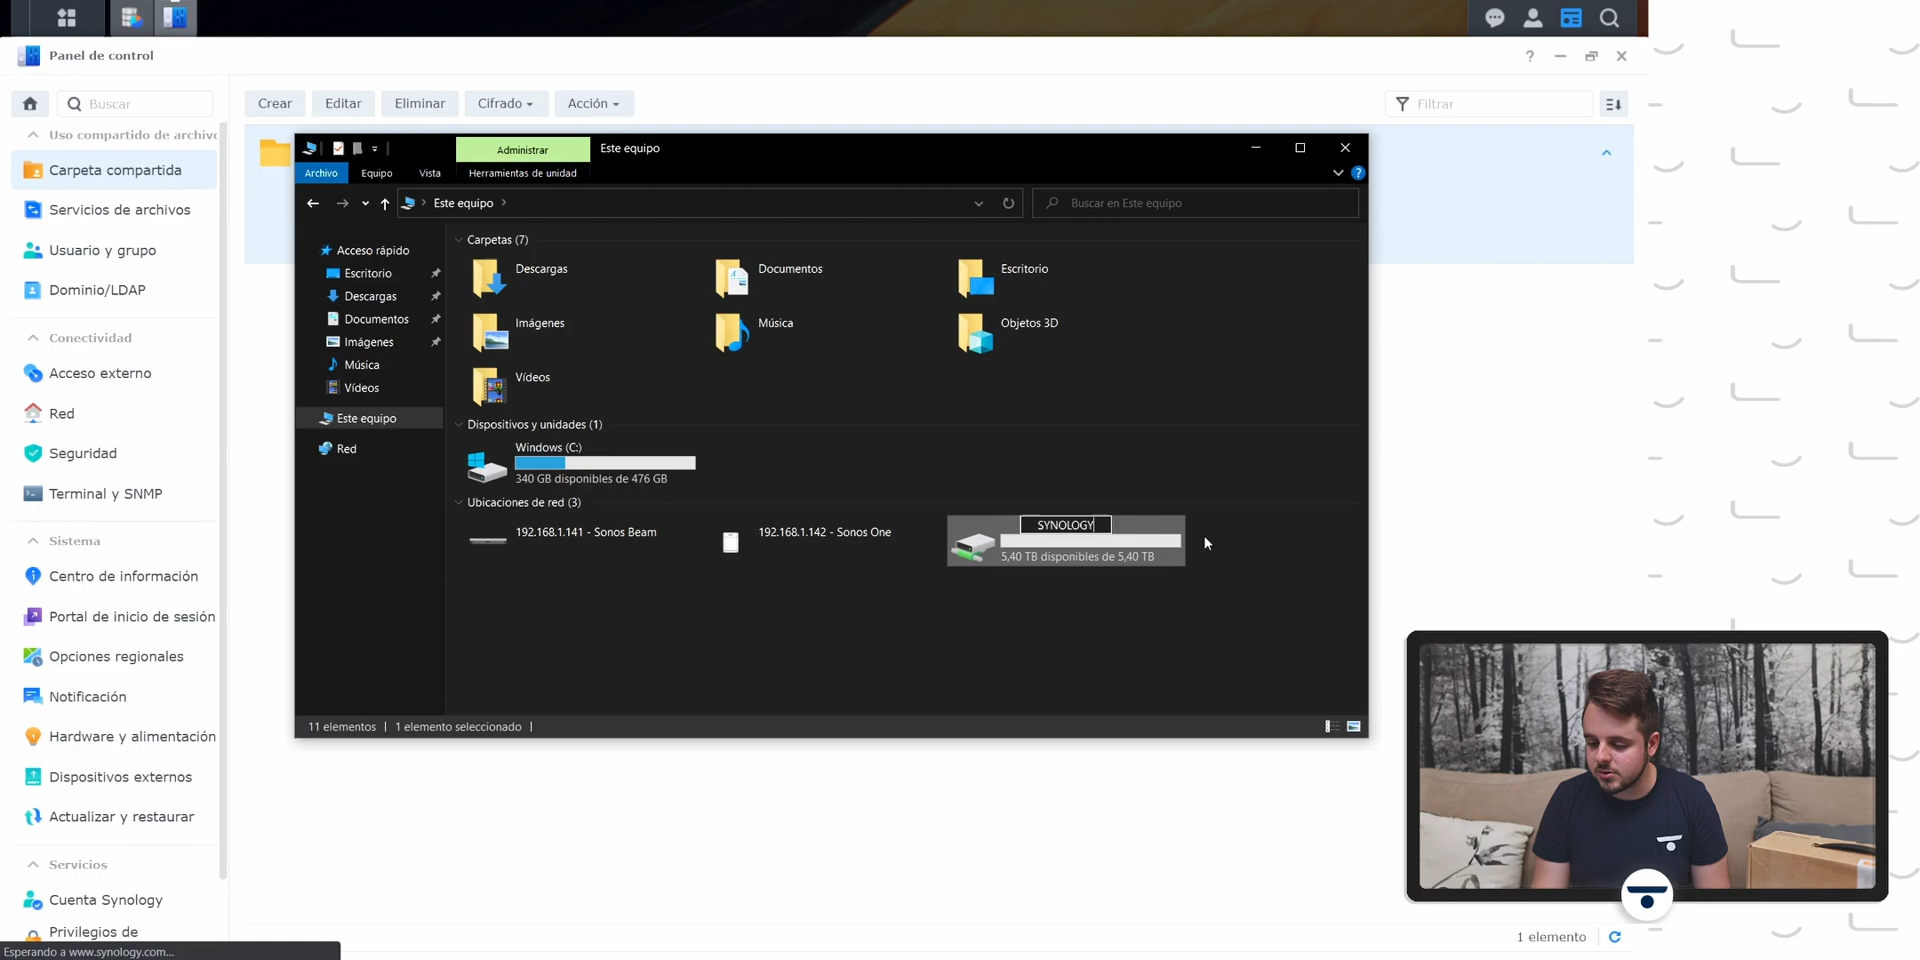 Panel de control
?
Buscar
Crear
Editar
Eliminar
Cifrado
Acción
Filtrar
Uso compartido de archiv
Carpeta compartida
Servicios de archivos
Usuario y grupo
Dominio/LDAP
Conectividad
Acceso externo
Red
Seguridad
Terminal y SNMP
Sistema
Centro de información
Portal de inicio de sesión
Opciones regionales
Notificación
Hardware y alimentación
Dispositivos externos
Actualizar y restaurar
Servicios
Cuenta Synology
Privilegios de
Esperando a www.synology.com...
Administrar
Este equipo
Archivo
Equipo
Vista
Herramientas de unidad
?
Este equipo
Buscar en Este equipo
Acceso rápido
Escritorio
Descargas
Documentos
Imágenes
Música
Vídeos
Este equipo
Red
Carpetas (7)
Descargas
Documentos
Escritorio
Imágenes
Música
Objetos 3D
Vídeos
Dispositivos y unidades (1)
Windows (C:)
340 GB disponibles de 476 GB
Ubicaciones de red (3)
192.168.1.141 - Sonos Beam
192.168.1.142 - Sonos One
SYNOLOGY
5,40 TB disponibles de 5,40 TB
11 elementos
1 elemento seleccionado
1 elemento